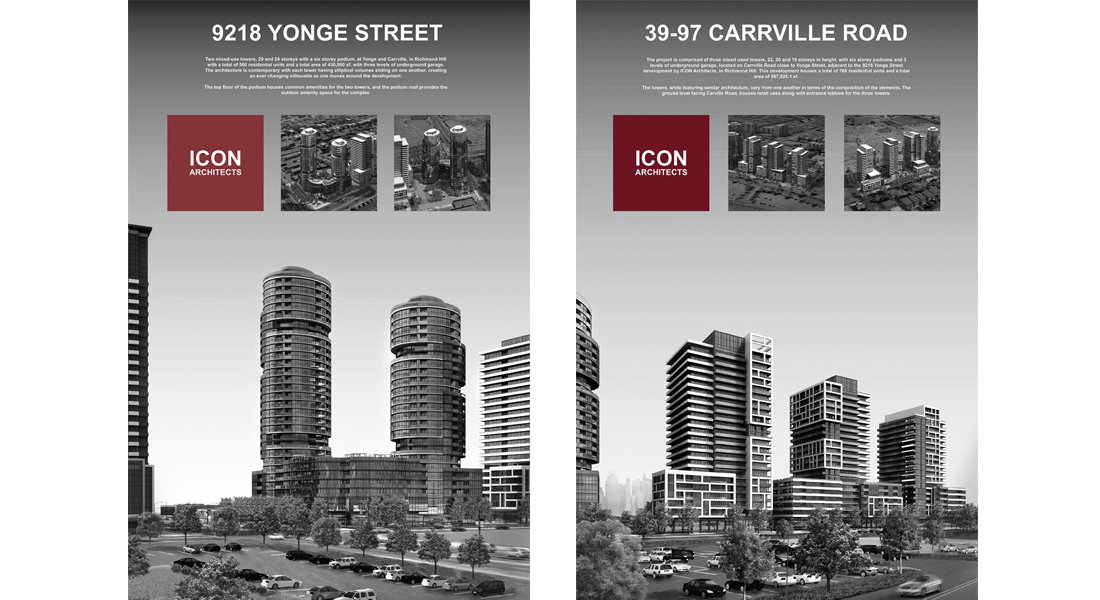 9218 YONGE STREET
Two mixed-use towers, 29 and 24 storeys with a six storey podium, at Yonge and Carrville, in Richmond Hill
with a total of 500 residential units and a total area of 430,000 sf, with three levels of underground garage.
The architecture is contemporary with each tower having elliptical volumes sliding on one another, creating
an ever changing silhouette as one moves around the development.
The top floor of the podium houses common amenities for the two towers, and the podium roof provides the
outdoor amenity space for the complex.
ICON
ARCHITECTS
39-97 CARRVILLE ROAD
The project is comprised of three mixed used towers, 22, 20 and 18 storeys in height, with six storey podiums and 3
levels of underground garage, located on Carrville Road close to Yonge Street, adjacent to the 9218 Yonge Street
development by ICON Architects, in Richmond Hill. This development houses a total of 760 residential units and a total
area of 697,525.1 sf.
The towers, while featuring similar architecture, vary from one another in terms of the composition of the elements. The
ground level facing Carville Road, houses retail uses along with entrance lobbies for the three towers.
ICON
ARCHITECTS